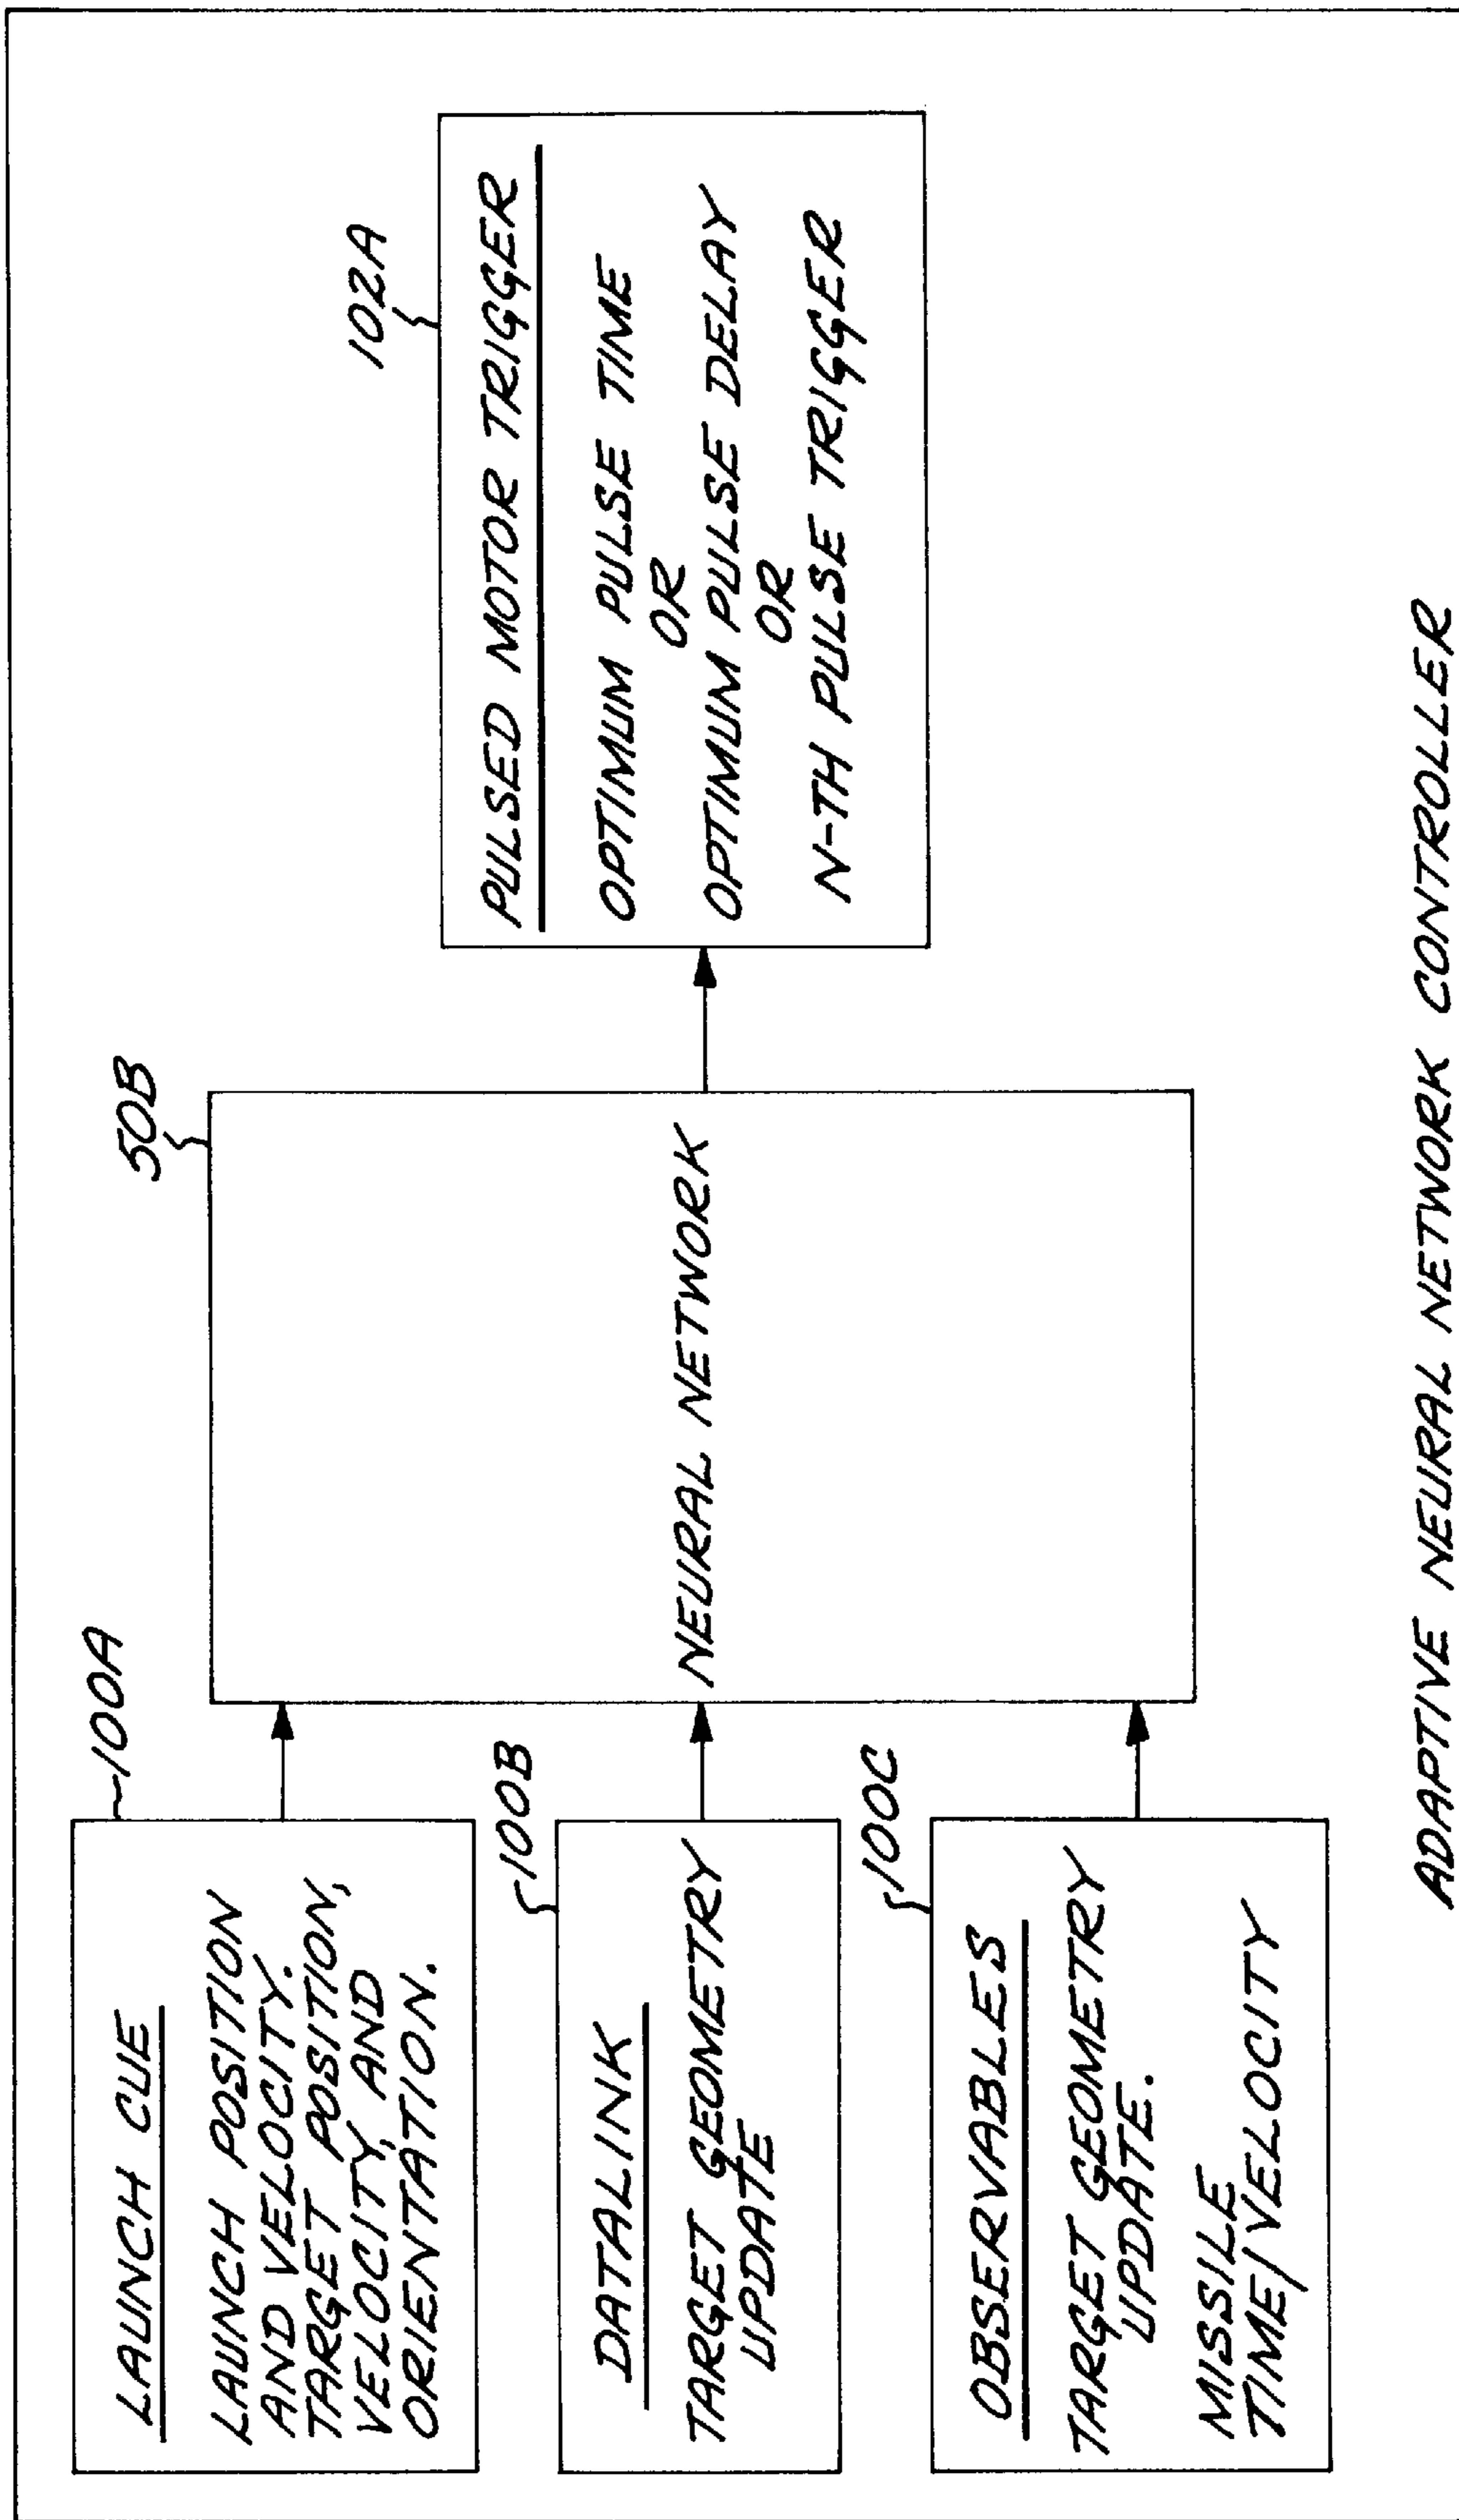 100A
LAUNCH CUE
LAUNCH POSITION
AND VELOCITY.
TARGET POSITION,
VELOCITY, AND
ORIENTATION.
100B
DATALINK
TARGET GEOMETRY
UPDATE
100C
OBSERVABLES
TARGET GEOMETRY
UPDATE.
MISSILE
TIME/VELOCITY
50B
NEURAL NETWORK
102A
PULSED MOTOR TRIGGER
OPTIMUM PULSE TIME
OR
OPTIMUM PULSE DELAY
OR
N-TH PULSE TRIGGER
ADAPTIVE NEURAL NETWORK CONTROLLER